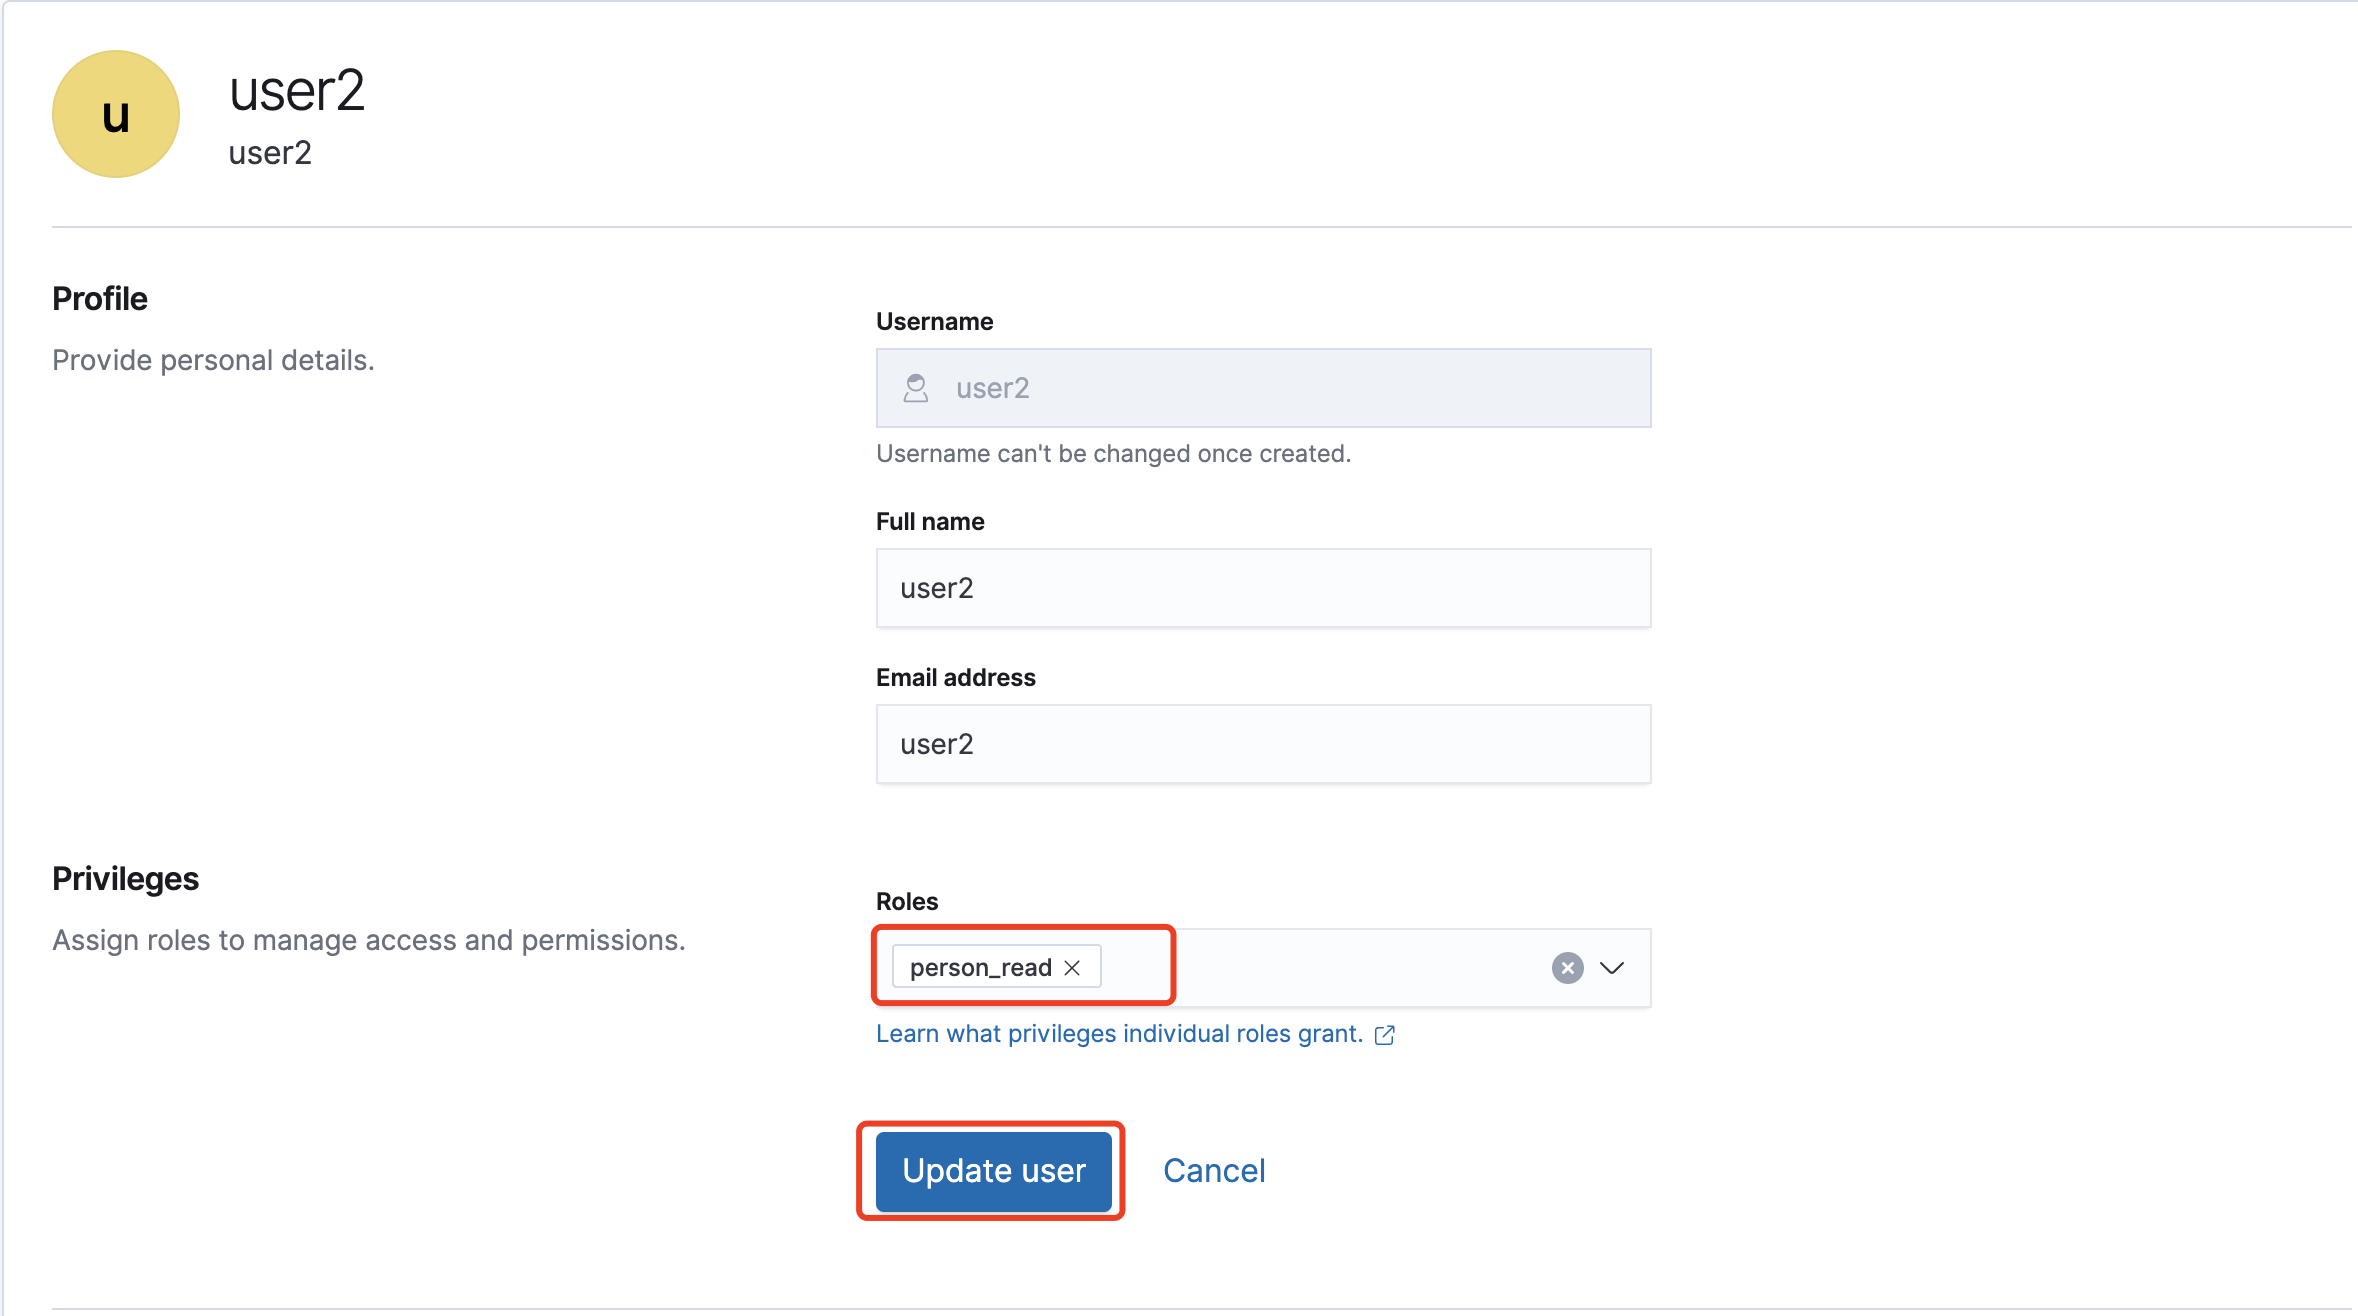 u
user2
user2
Profile
Provide personal details.
Username
user2
Username can't be changed once created.
Full name
user2
Email address
user2
Privileges
Assign roles to manage access and permissions.
Roles
person_read
Learn what privileges individual roles grant.
Update user
Cancel